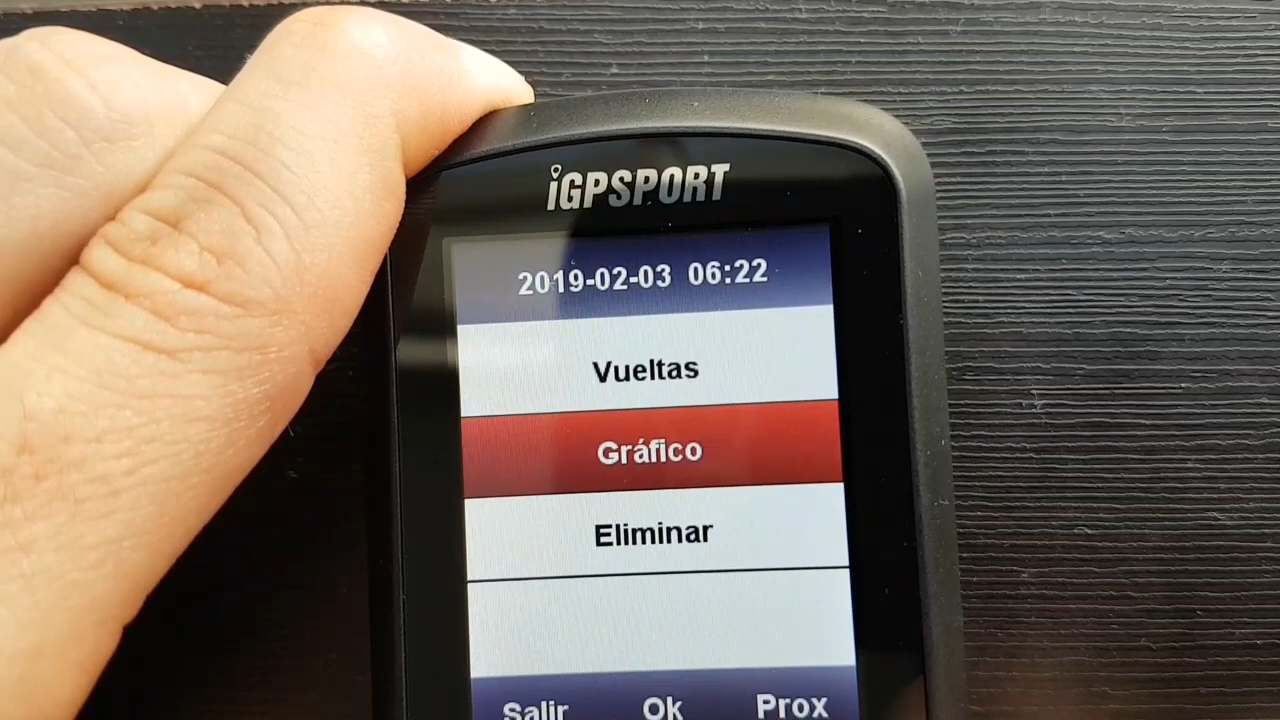 iGPSPORT
2019-02-03 06:22
Vueltas
Gráfico
Eliminar
Salir Ok Prox